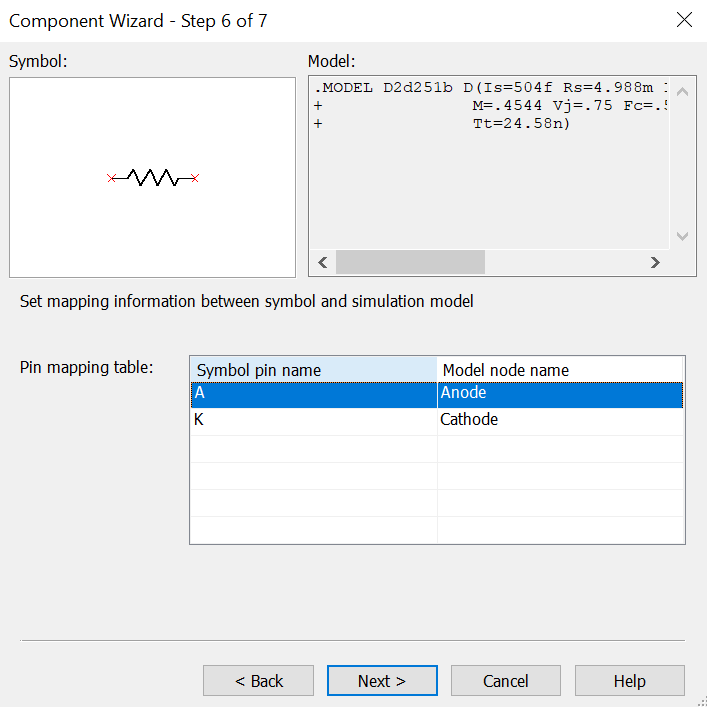 Component Wizard - Step 6 of 7
Symbol:
Model:
.MODEL D2d251b D(Is=504f Rs=4.988m
+ M=.4544 Vj=.75 Fc=.5
+ Tt=24.58n)
Set mapping information between symbol and simulation model
Pin mapping table:
Symbol pin name Model node name
A Anode
K Cathode
< Back Next > Cancel Help